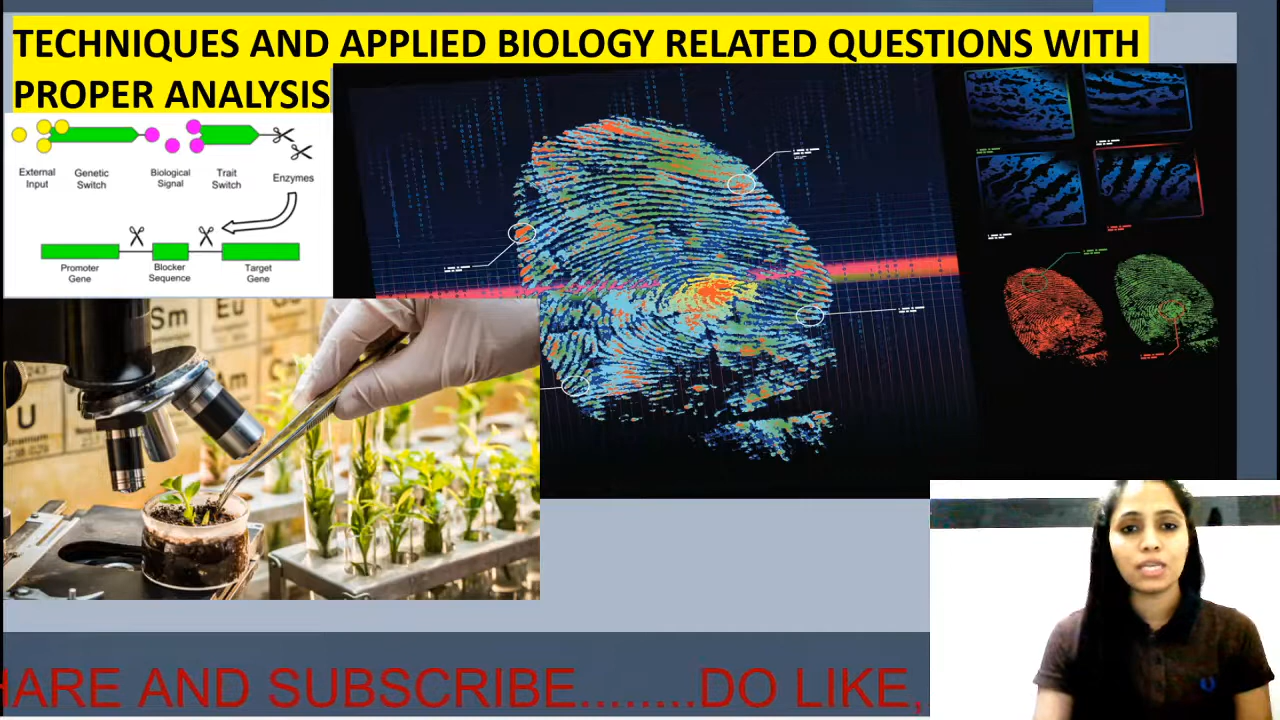 TECHNIQUES AND APPLIED BIOLOGY RELATED QUESTIONS WITH
PROPER ANALYSIS
External Input
Genetic Switch
Biological Signal
Trait Switch
Enzymes
Promoter Gene
Blocker Sequence
Target Gene
Sm
Eu
Am
U
HARE AND SUBSCRIBE........DO LIKE,